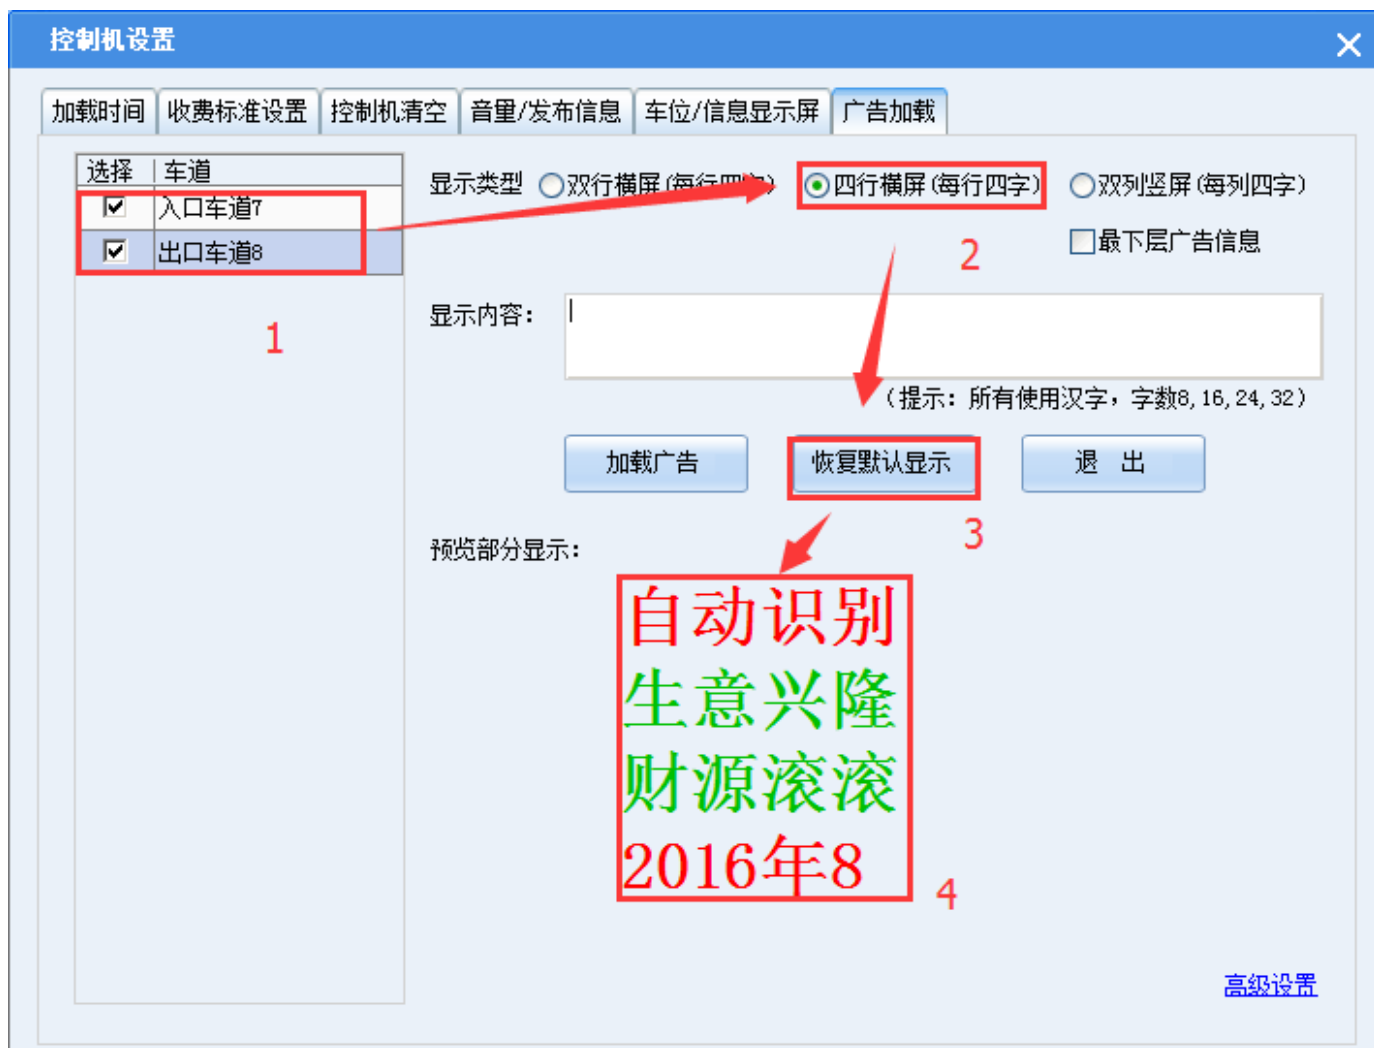 控制机设置
加载时间 收费标准设置 控制机清空 音量/发布信息 车位/信息显示屏 广告加载
选择 车道
入口车道7
出口车道8
1
显示类型 双行横屏(每行四字) 四行横屏(每行四字) 双列竖屏(每列四字)
2
最下层广告信息
显示内容：
（提示：所有使用汉字，字数8,16,24,32）
加载广告 恢复默认显示 退 出
3
预览部分显示：
自动识别
生意兴隆
财源滚滚
2016年8
4
高级设置